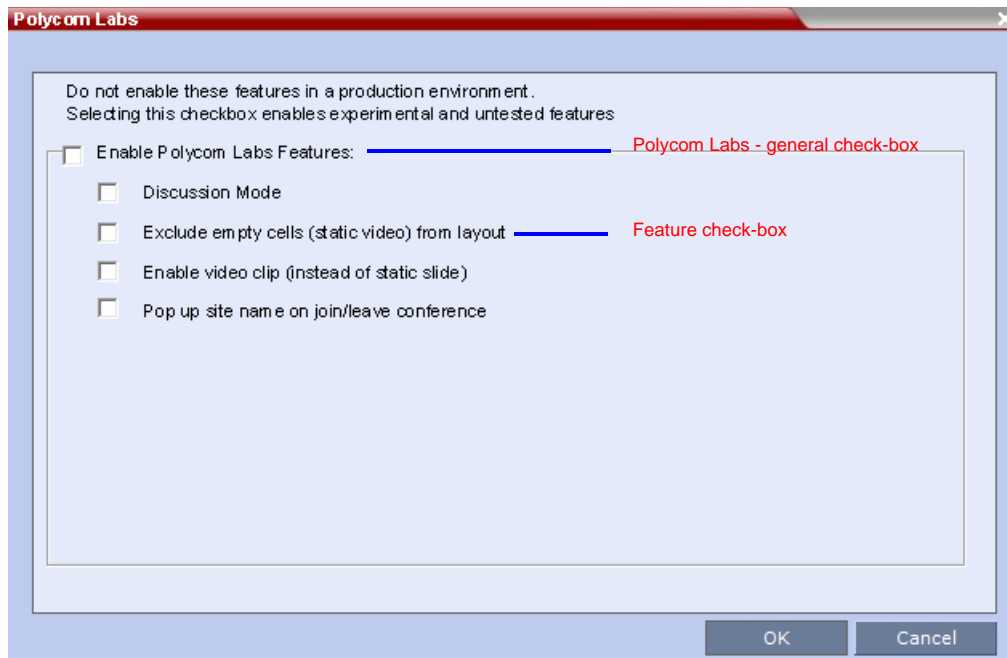 Polycom Labs
Do not enable these features in a production environment.
Selecting this checkbox enables experimental and untested features
Enable Polycom Labs Features:
Polycom Labs - general check-box
Discussion Mode
Exclude empty cells (static video) from layout
Feature check-box
Enable video clip (instead of static slide)
Pop up site name on join/leave conference
OK
Cancel